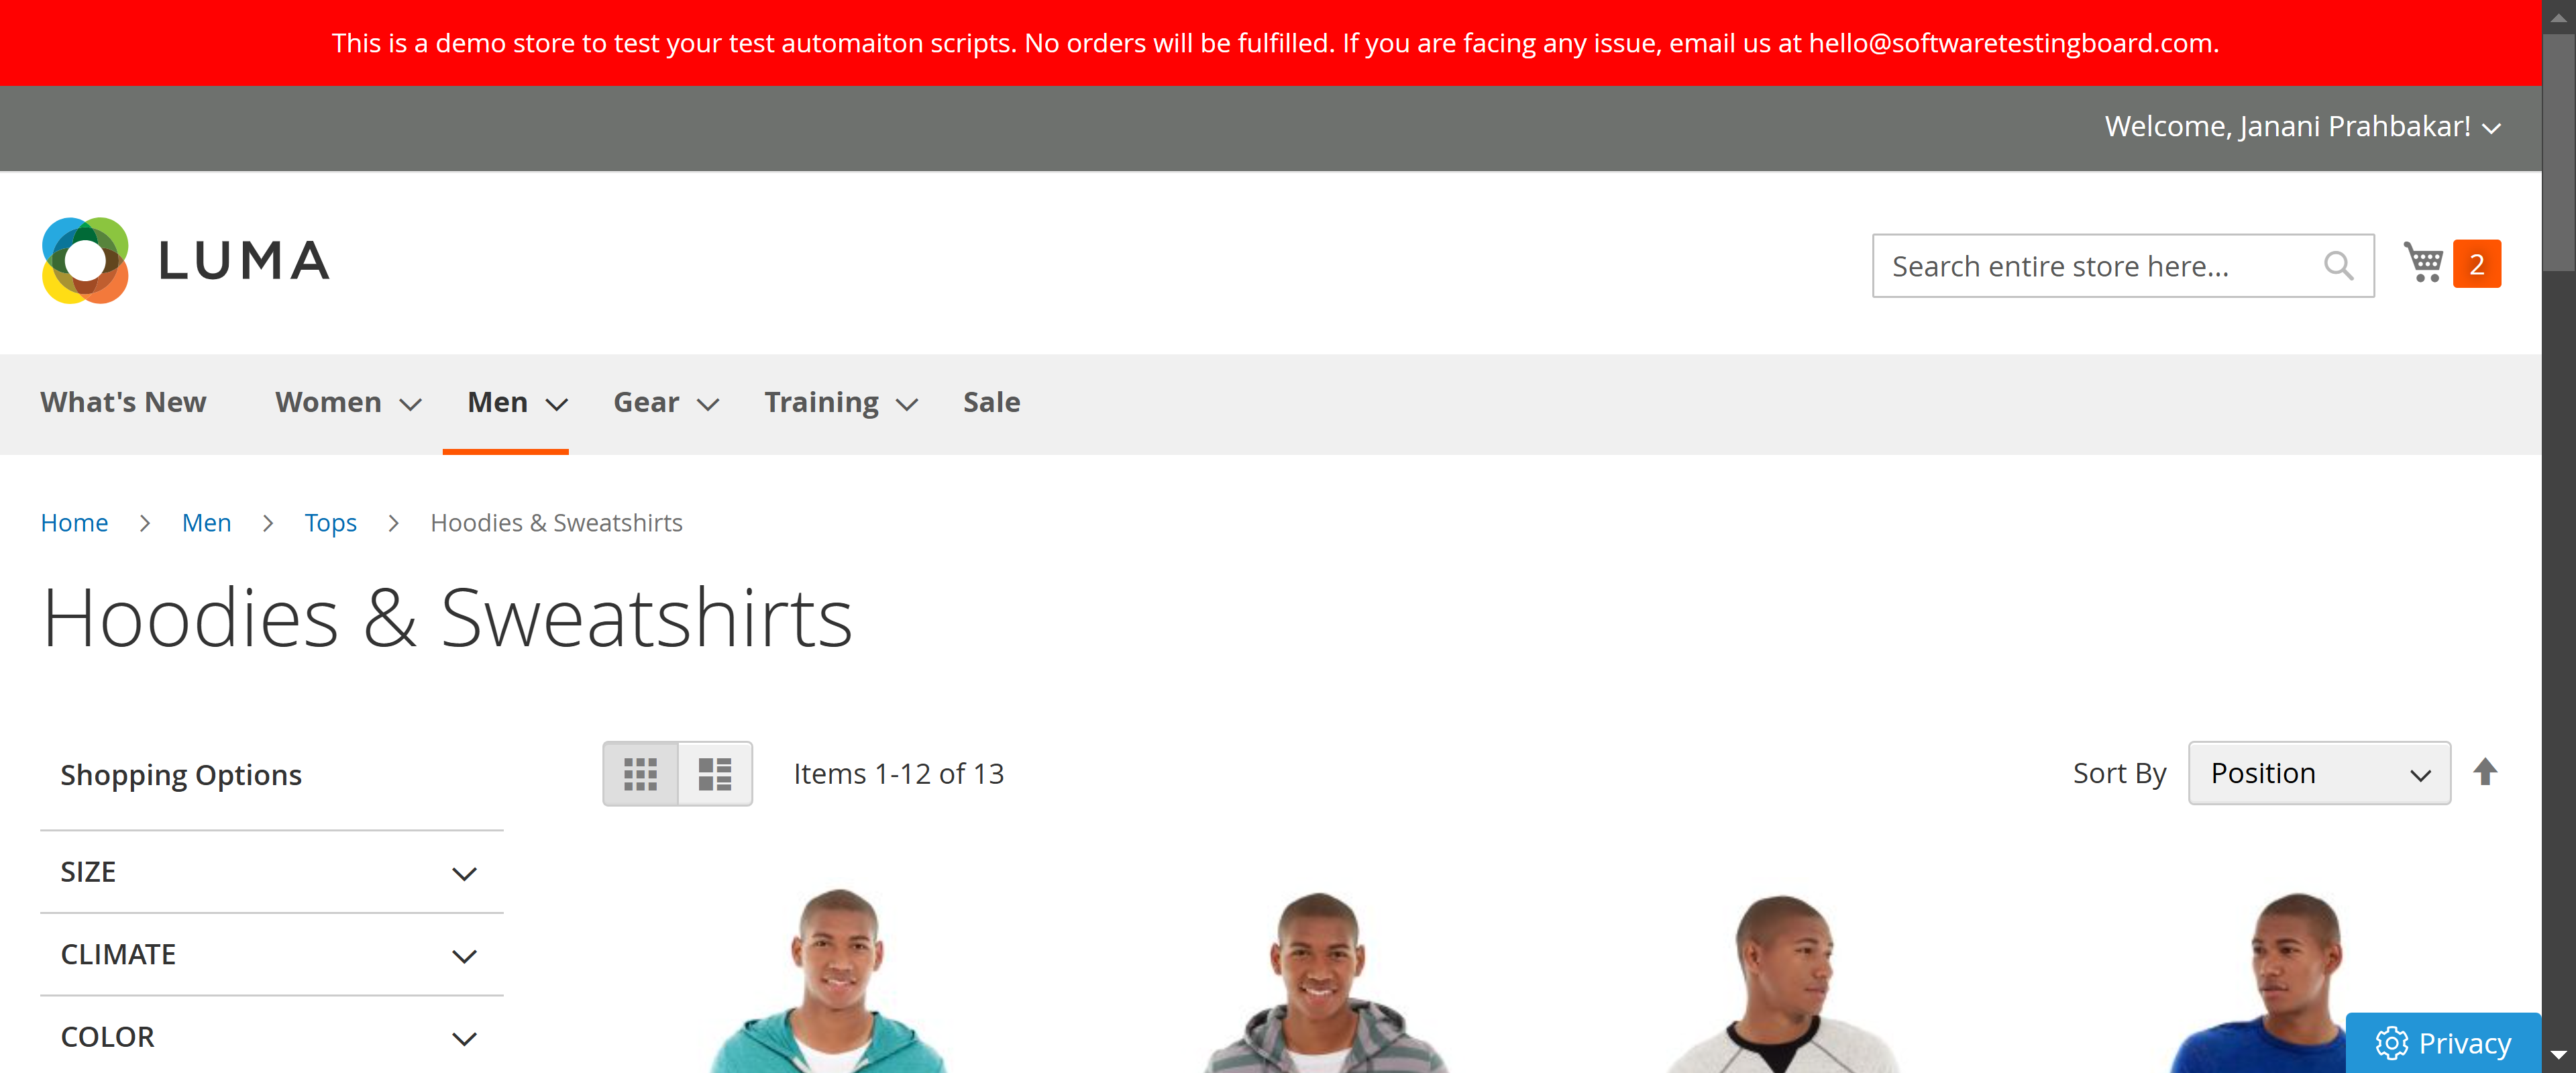 This is a demo store to test your test automaiton scripts. No orders will be fulfilled. If you are facing any issue, email us at hello@softwaretestingboard.com.
Welcome, Janani Prahbakar!
LUMA
Search entire store here...
2
What's New Women Men Gear Training Sale
Home Men Tops Hoodies & Sweatshirts
Hoodies & Sweatshirts
Shopping Options
Items 1-12 of 13
Sort By Position
SIZE
CLIMATE
COLOR
Privacy